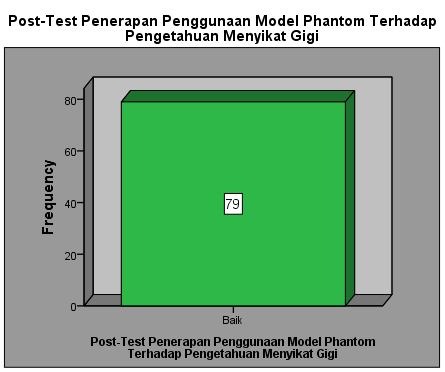 Post-Test Penerapan Penggunaan Model Phantom Terhadap
Pengetahuan Menyikat Gigi
80
60
40
20
0
Frequency
79
Baik
Post-Test Penerapan Penggunaan Model Phantom
Terhadap Pengetahuan Menyikat Gigi